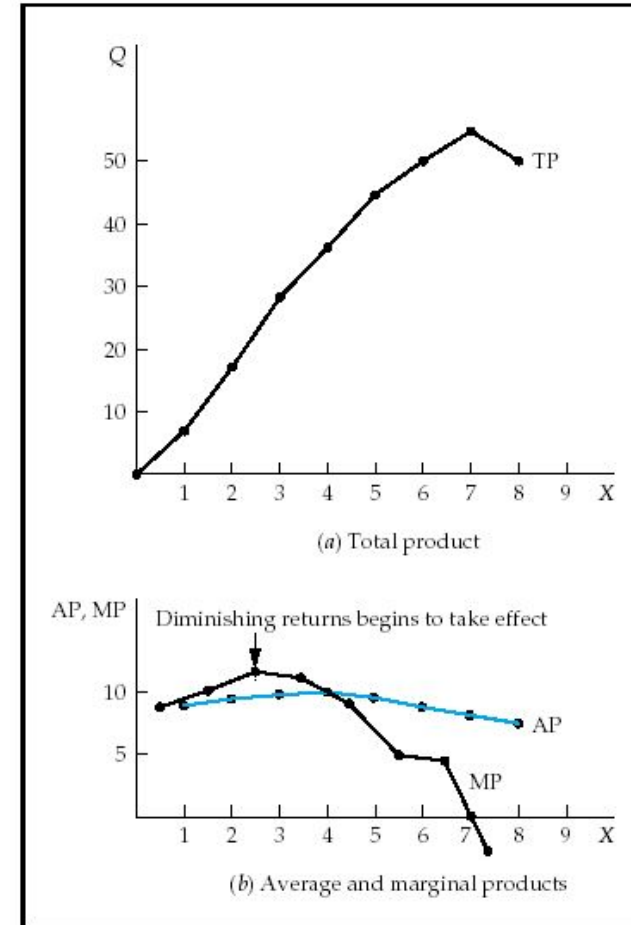 Q
50
TP
40
30
20
10
1 2 3 4 5 6 7 8 9 X
(a) Total product
AP, MP
Diminishing returns begins to take effect
10
AP
5
MP
1 2 3 4 5 6 7 8 9 X
(b) Average and marginal products